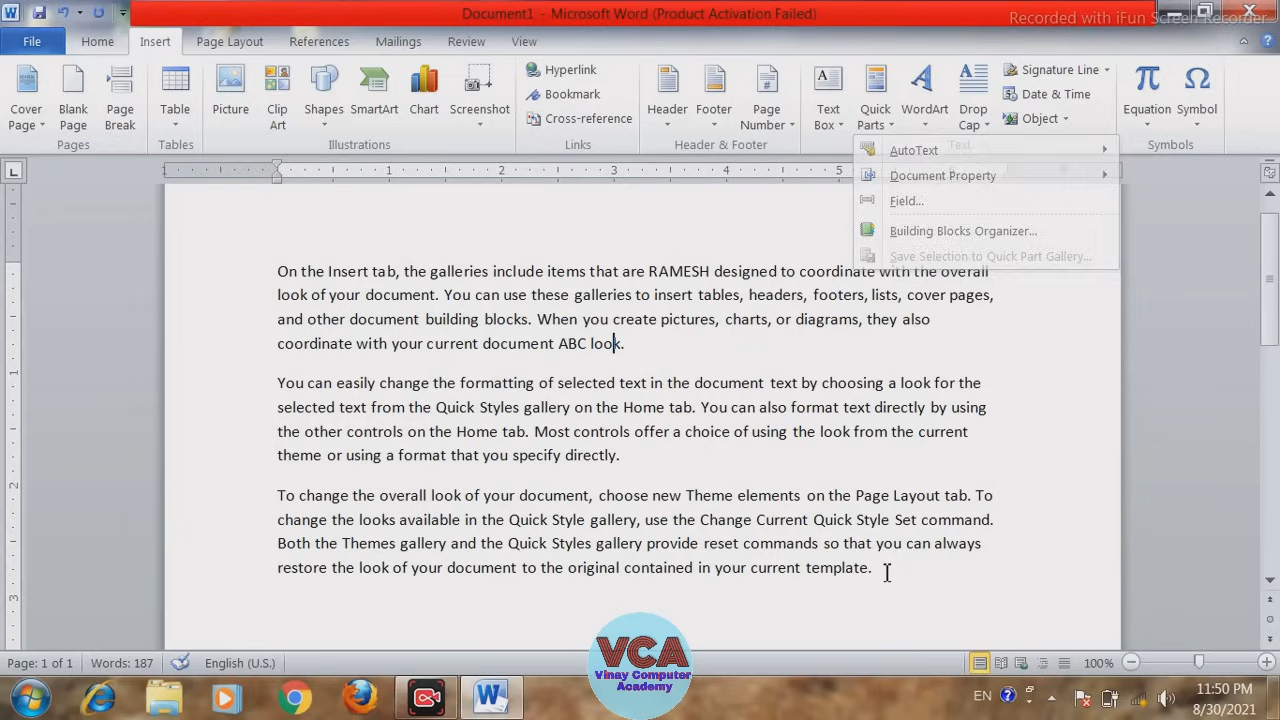 Document1 - Microsoft Word (Product Activation Failed)
Recorded with iFun Screen Recorder
File Home Insert Page Layout References Mailings Review View
Cover Page
Blank Page
Page Break
Table
Picture
Clip Art
Shapes
SmartArt
Chart
Screenshot
Hyperlink
Bookmark
Cross-reference
Header
Footer
Page Number
Text Box
Quick Parts
WordArt
Drop Cap
Signature Line
Date & Time
Object
Equation
Symbol
Pages Tables Illustrations Links Header & Footer Text Symbols
AutoText
Document Property
Field...
Building Blocks Organizer...
Save Selection to Quick Part Gallery...
1 2 3 4 5
On the Insert tab, the galleries include items that are RAMESH designed to coordinate with the overall
look of your document. You can use these galleries to insert tables, headers, footers, lists, cover pages,
and other document building blocks. When you create pictures, charts, or diagrams, they also
coordinate with your current document ABC look.
You can easily change the formatting of selected text in the document text by choosing a look for the
selected text from the Quick Styles gallery on the Home tab. You can also format text directly by using
the other controls on the Home tab. Most controls offer a choice of using the look from the current
theme or using a format that you specify directly.
To change the overall look of your document, choose new Theme elements on the Page Layout tab. To
change the looks available in the Quick Style gallery, use the Change Current Quick Style Set command.
Both the Themes gallery and the Quick Styles gallery provide reset commands so that you can always
restore the look of your document to the original contained in your current template.
1
2
3
VCA
Vinay Computer
Academy
Page: 1 of 1 Words: 187 English (U.S.) 100%
EN 11:50 PM
8/30/2021